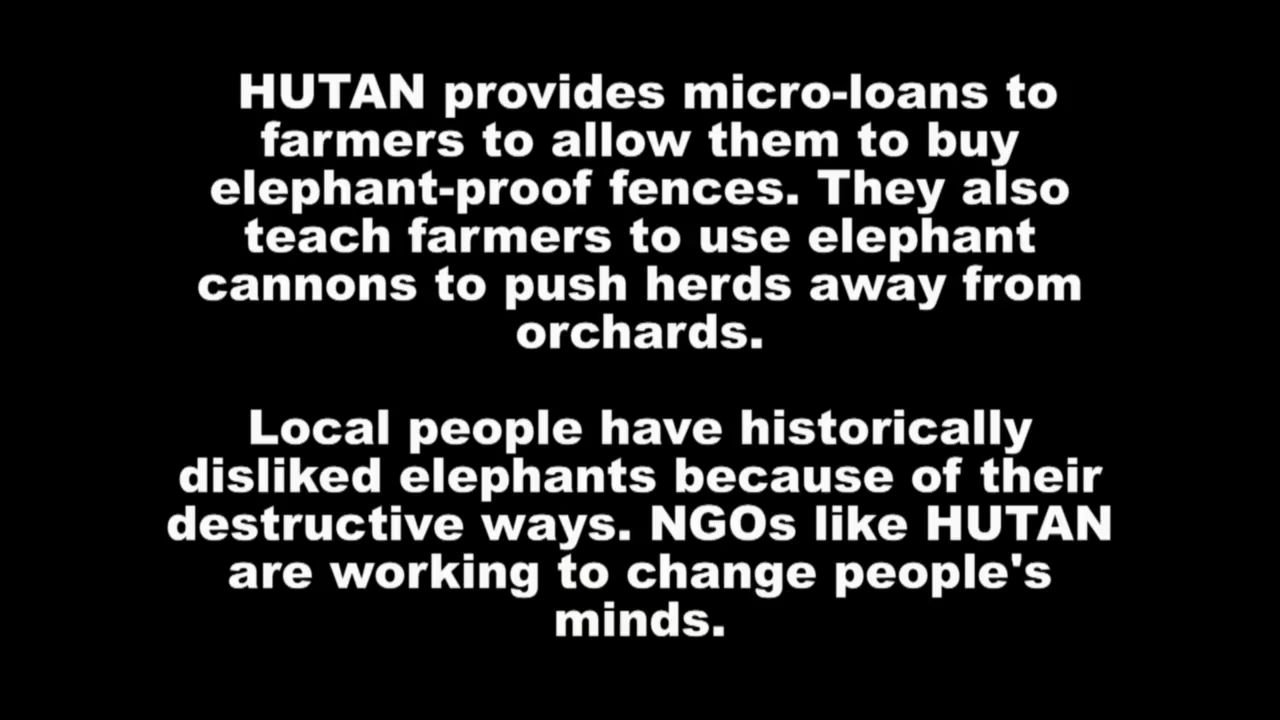 HUTAN provides micro-loans to
farmers to allow them to buy
elephant-proof fences. They also
teach farmers to use elephant
cannons to push herds away from
orchards.
Local people have historically
disliked elephants because of their
destructive ways. NGOs like HUTAN
are working to change people's
minds.